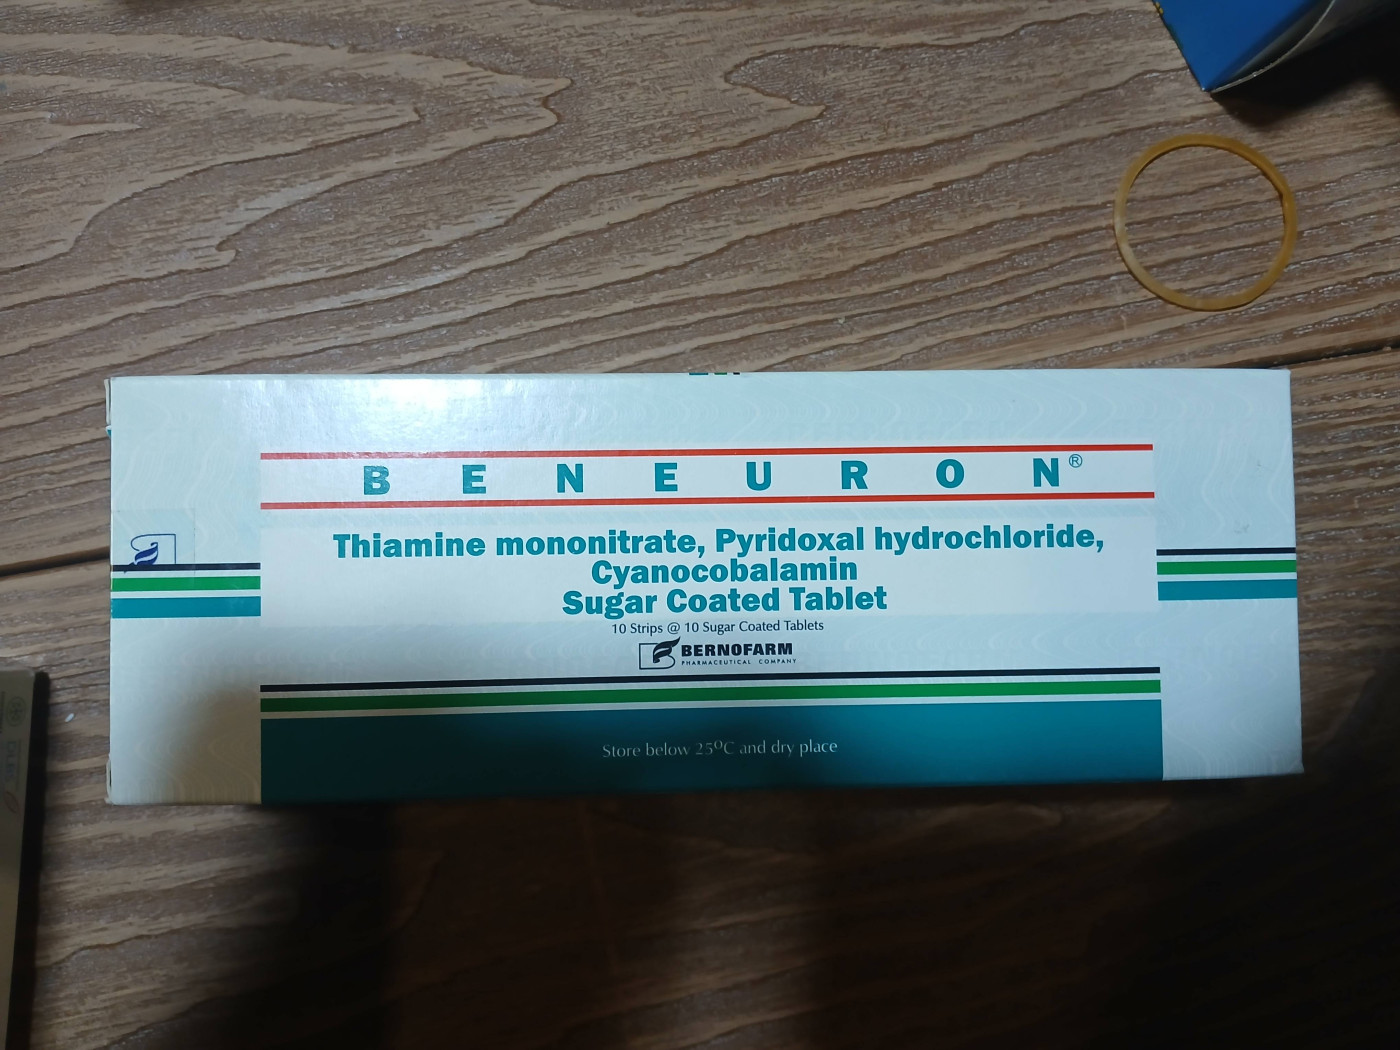 BENEURON®
Thiamine mononitrate, Pyridoxal hydrochloride,
Cyanocobalamin
Sugar Coated Tablet
10 Strips @ 10 Sugar Coated Tablets
BERNOFARM
PHARMACEUTICAL COMPANY
Store below 25ºC and dry place